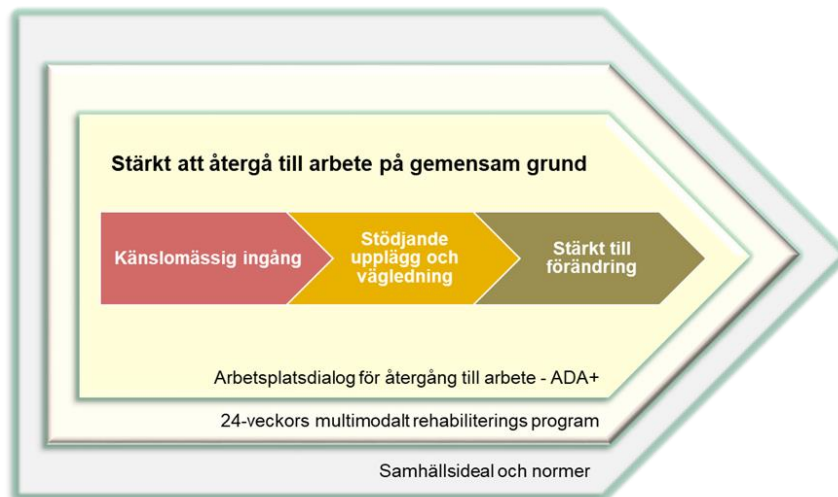 Stärkt att återgå till arbete på gemensam grund
Känslomässig ingång
Stödjande
upplägg och
vägledning
Stärkt till
förändring
Arbetsplatsdialog för återgång till arbete - ADA+
24-veckors multimodalt rehabiliterings program
Samhällsideal och normer